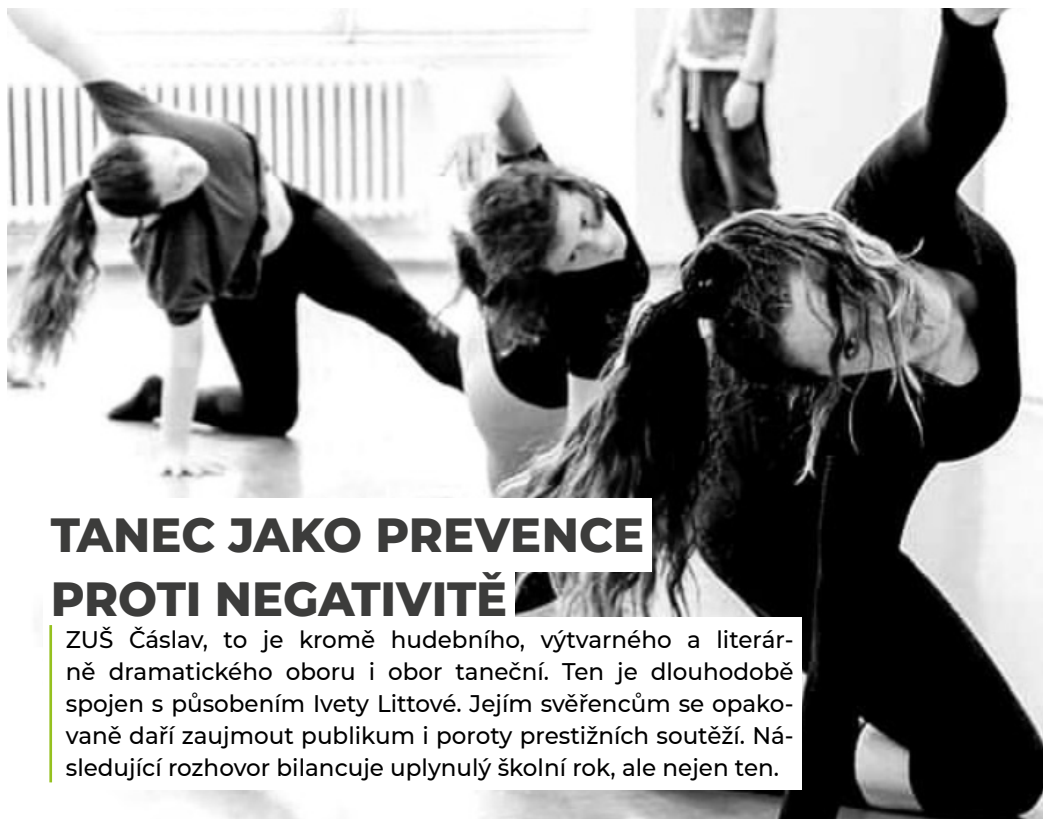 TANEC JAKO PREVENCE
PROTI NEGATIVITĚ
ZUŠ Čáslav, to je kromě hudebního, výtvarného a literár-
ně dramatického oboru i obor taneční. Ten je dlouhodobě
spojen s působením Ivety Littové. Jejím svěřencům se opako-
vaně daří zaujmout publikum i poroty prestižních soutěží. Ná-
sledující rozhovor bilancuje uplynulý školní rok, ale nejen ten.